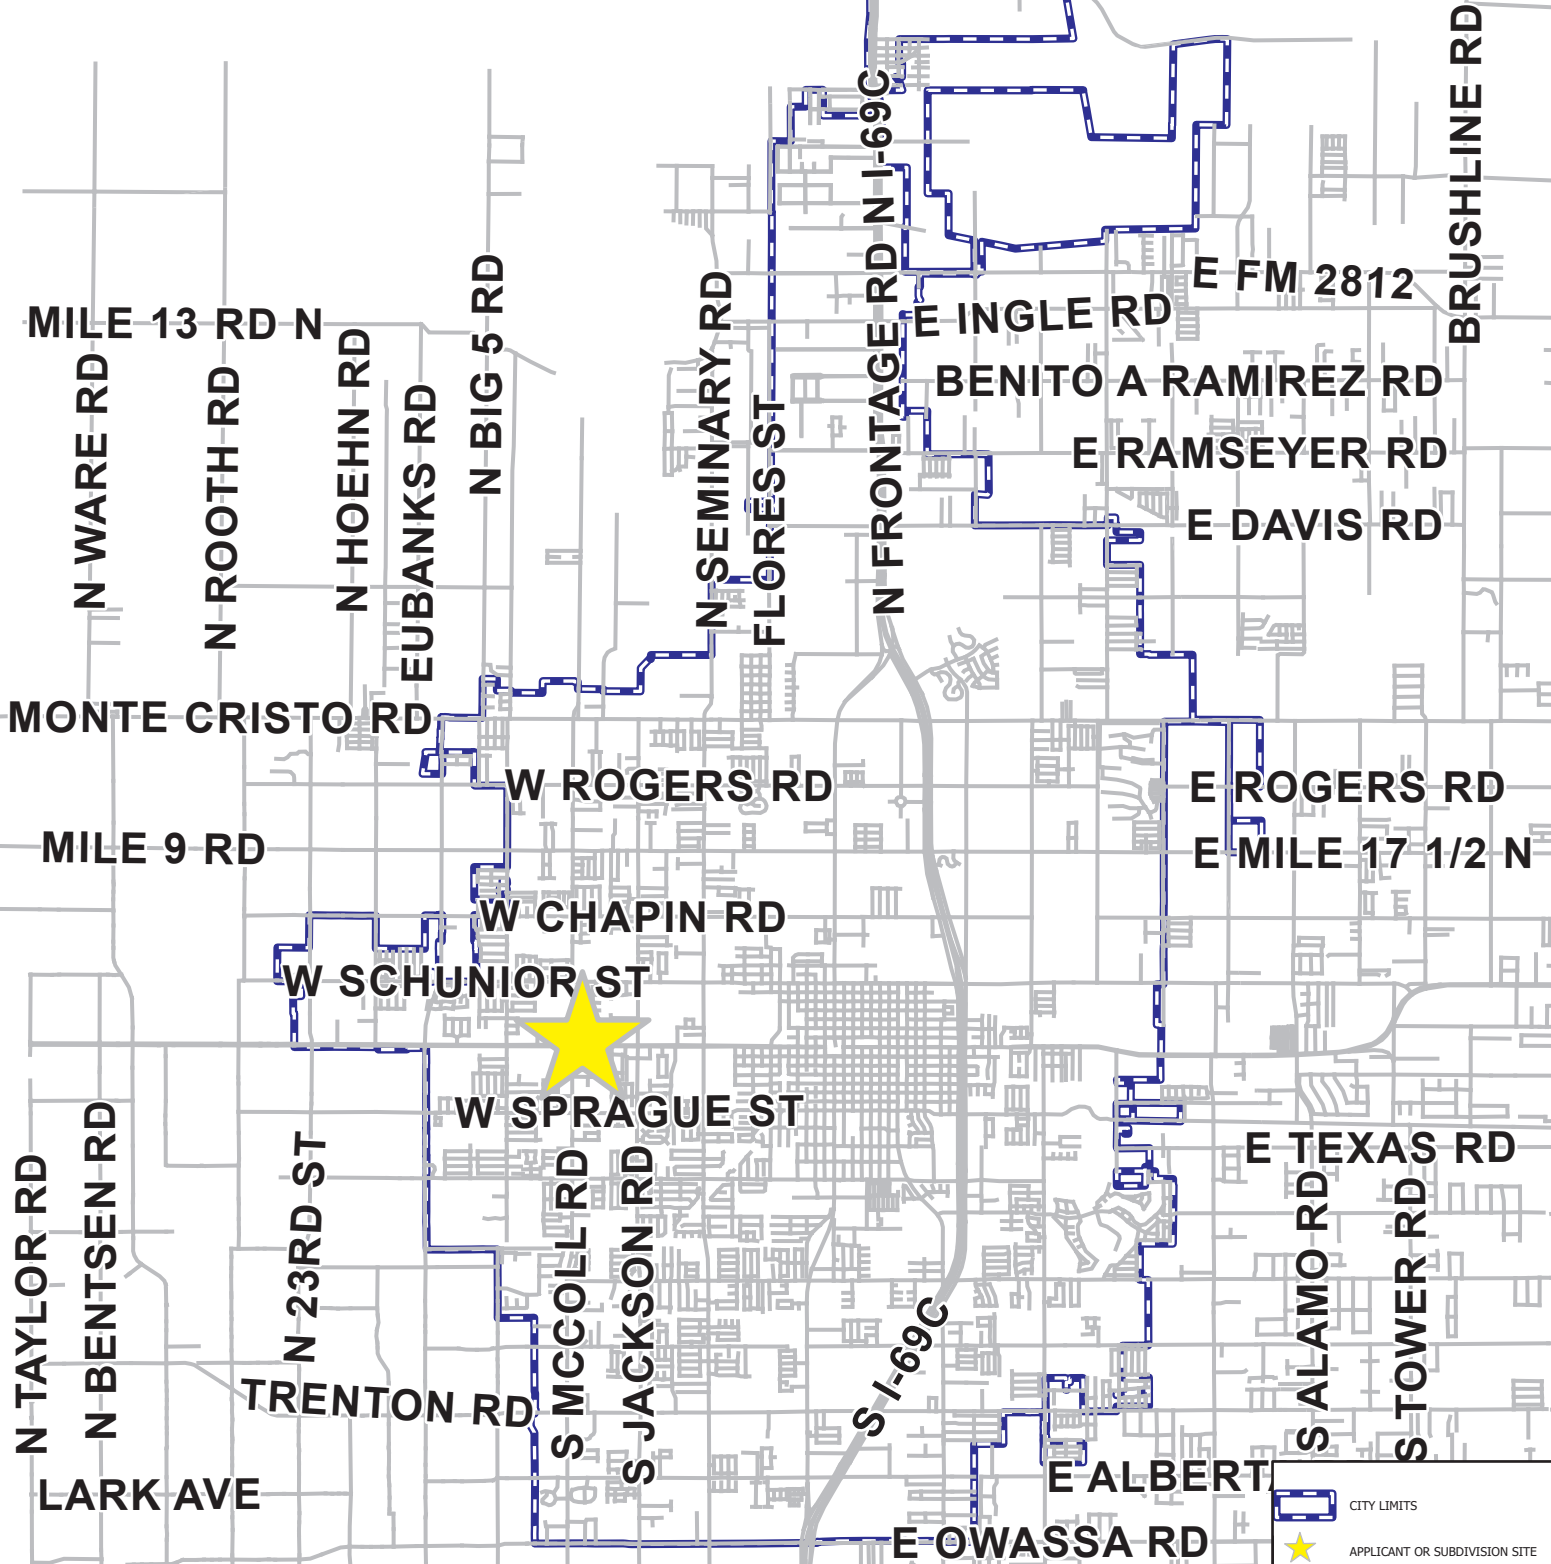 BRUSHLINE RD
N I-69C
E FM 2812
N BIG 5 RD
N SEMINARY RD
N FRONTAGE RD
E INGLE RD
MILE 13 RD N
N WARE RD
N ROOTH RD
N HOEHN RD
EUBANKS RD
FLORES ST
BENITO A RAMIREZ RD
E RAMSEYER RD
E DAVIS RD
MONTE CRISTO RD
W ROGERS RD
E ROGERS RD
MILE 9 RD
E MILE 17 1/2 N
W CHAPIN RD
W SCHUNIOR ST
W SPRAGUE ST
E TEXAS RD
N TAYLOR RD
N BENTSEN RD
N 23RD ST
S MCCOLL RD
S JACKSON RD
S I-69C
S ALAMO RD
S TOWER RD
TRENTON RD
LARK AVE
E ALBERTA
E OWASSA RD
CITY LIMITS
APPLICANT OR SUBDIVISION SITE